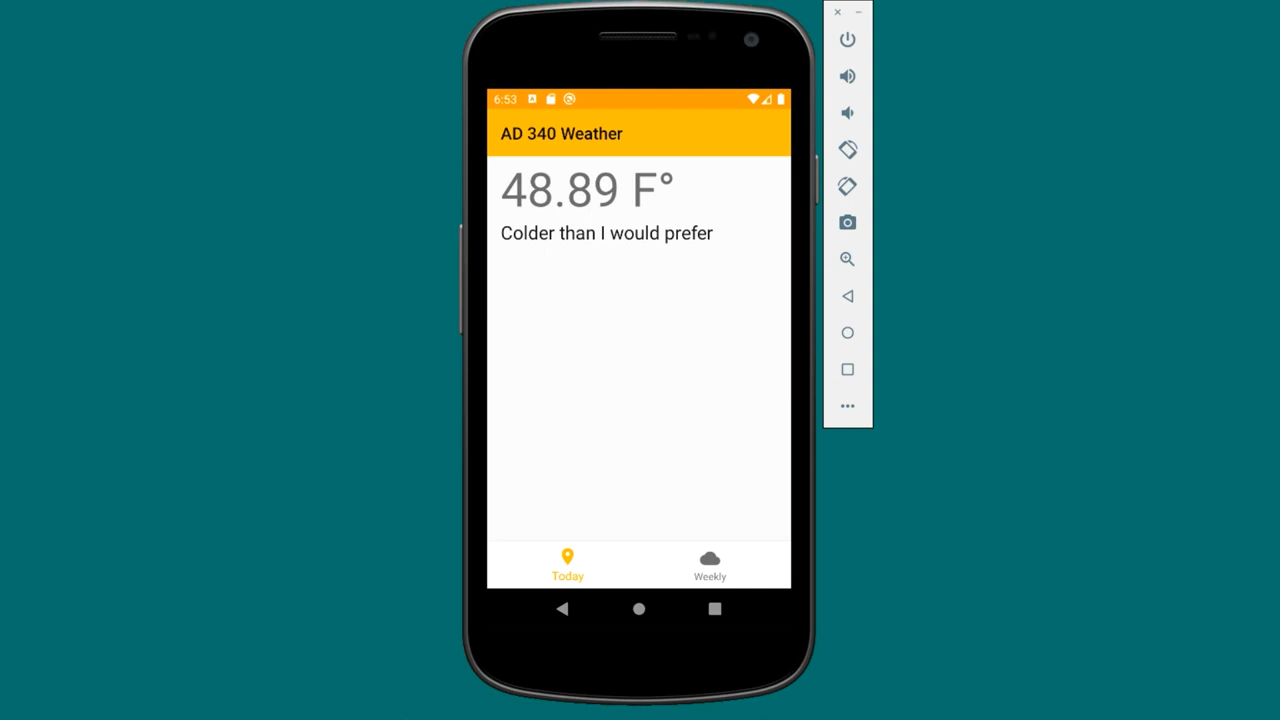 6:53
AD 340 Weather
48.89 F°
Colder than I would prefer
Today
Weekly